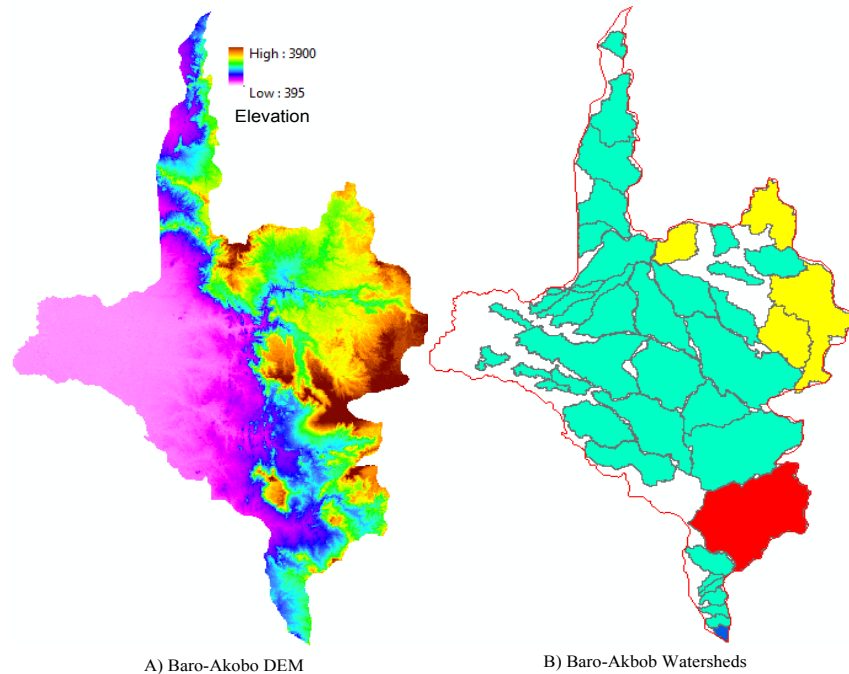 High : 3900
Low : 395
Elevation
A) Baro-Akobo DEM
B) Baro-Akbob Watersheds